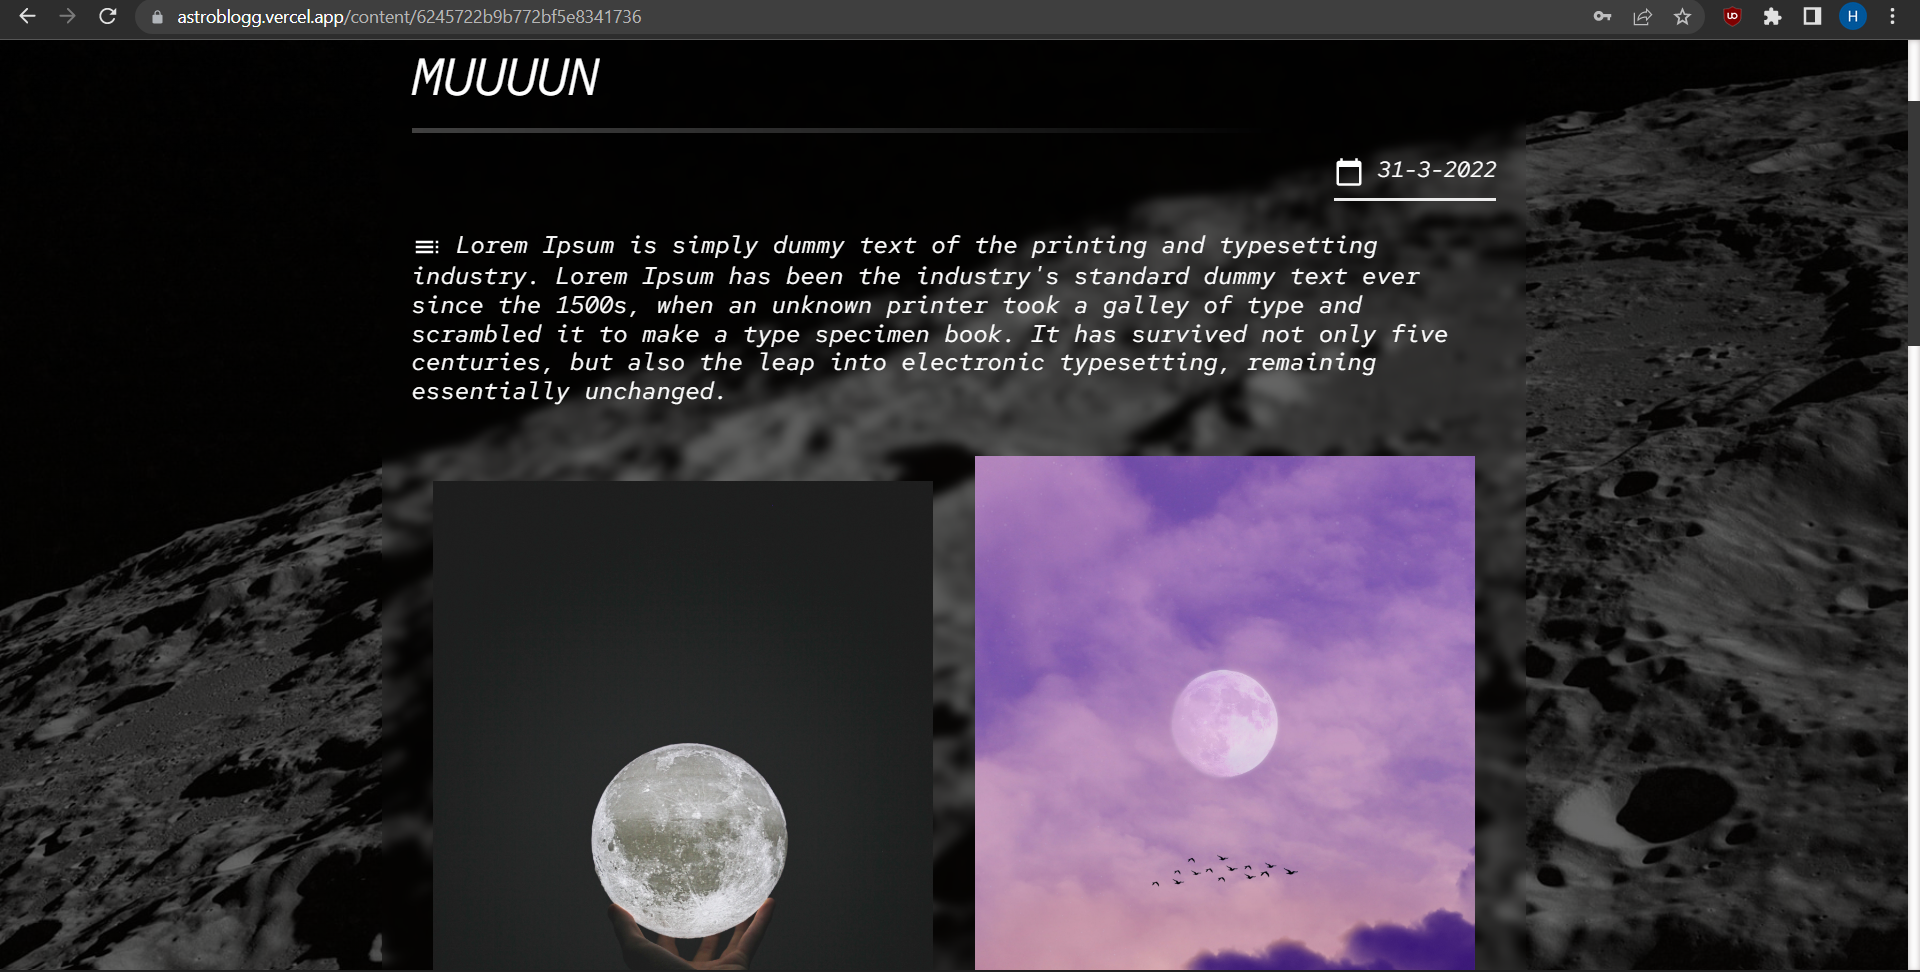 astroblogg.vercel.app/content/6245722b9b772bf5e8341736
H
MUUUUN
31-3-2022
Lorem Ipsum is simply dummy text of the printing and typesetting
industry. Lorem Ipsum has been the industry's standard dummy text ever
since the 1500s, when an unknown printer took a galley of type and
scrambled it to make a type specimen book. It has survived not only five
centuries, but also the leap into electronic typesetting, remaining
essentially unchanged.